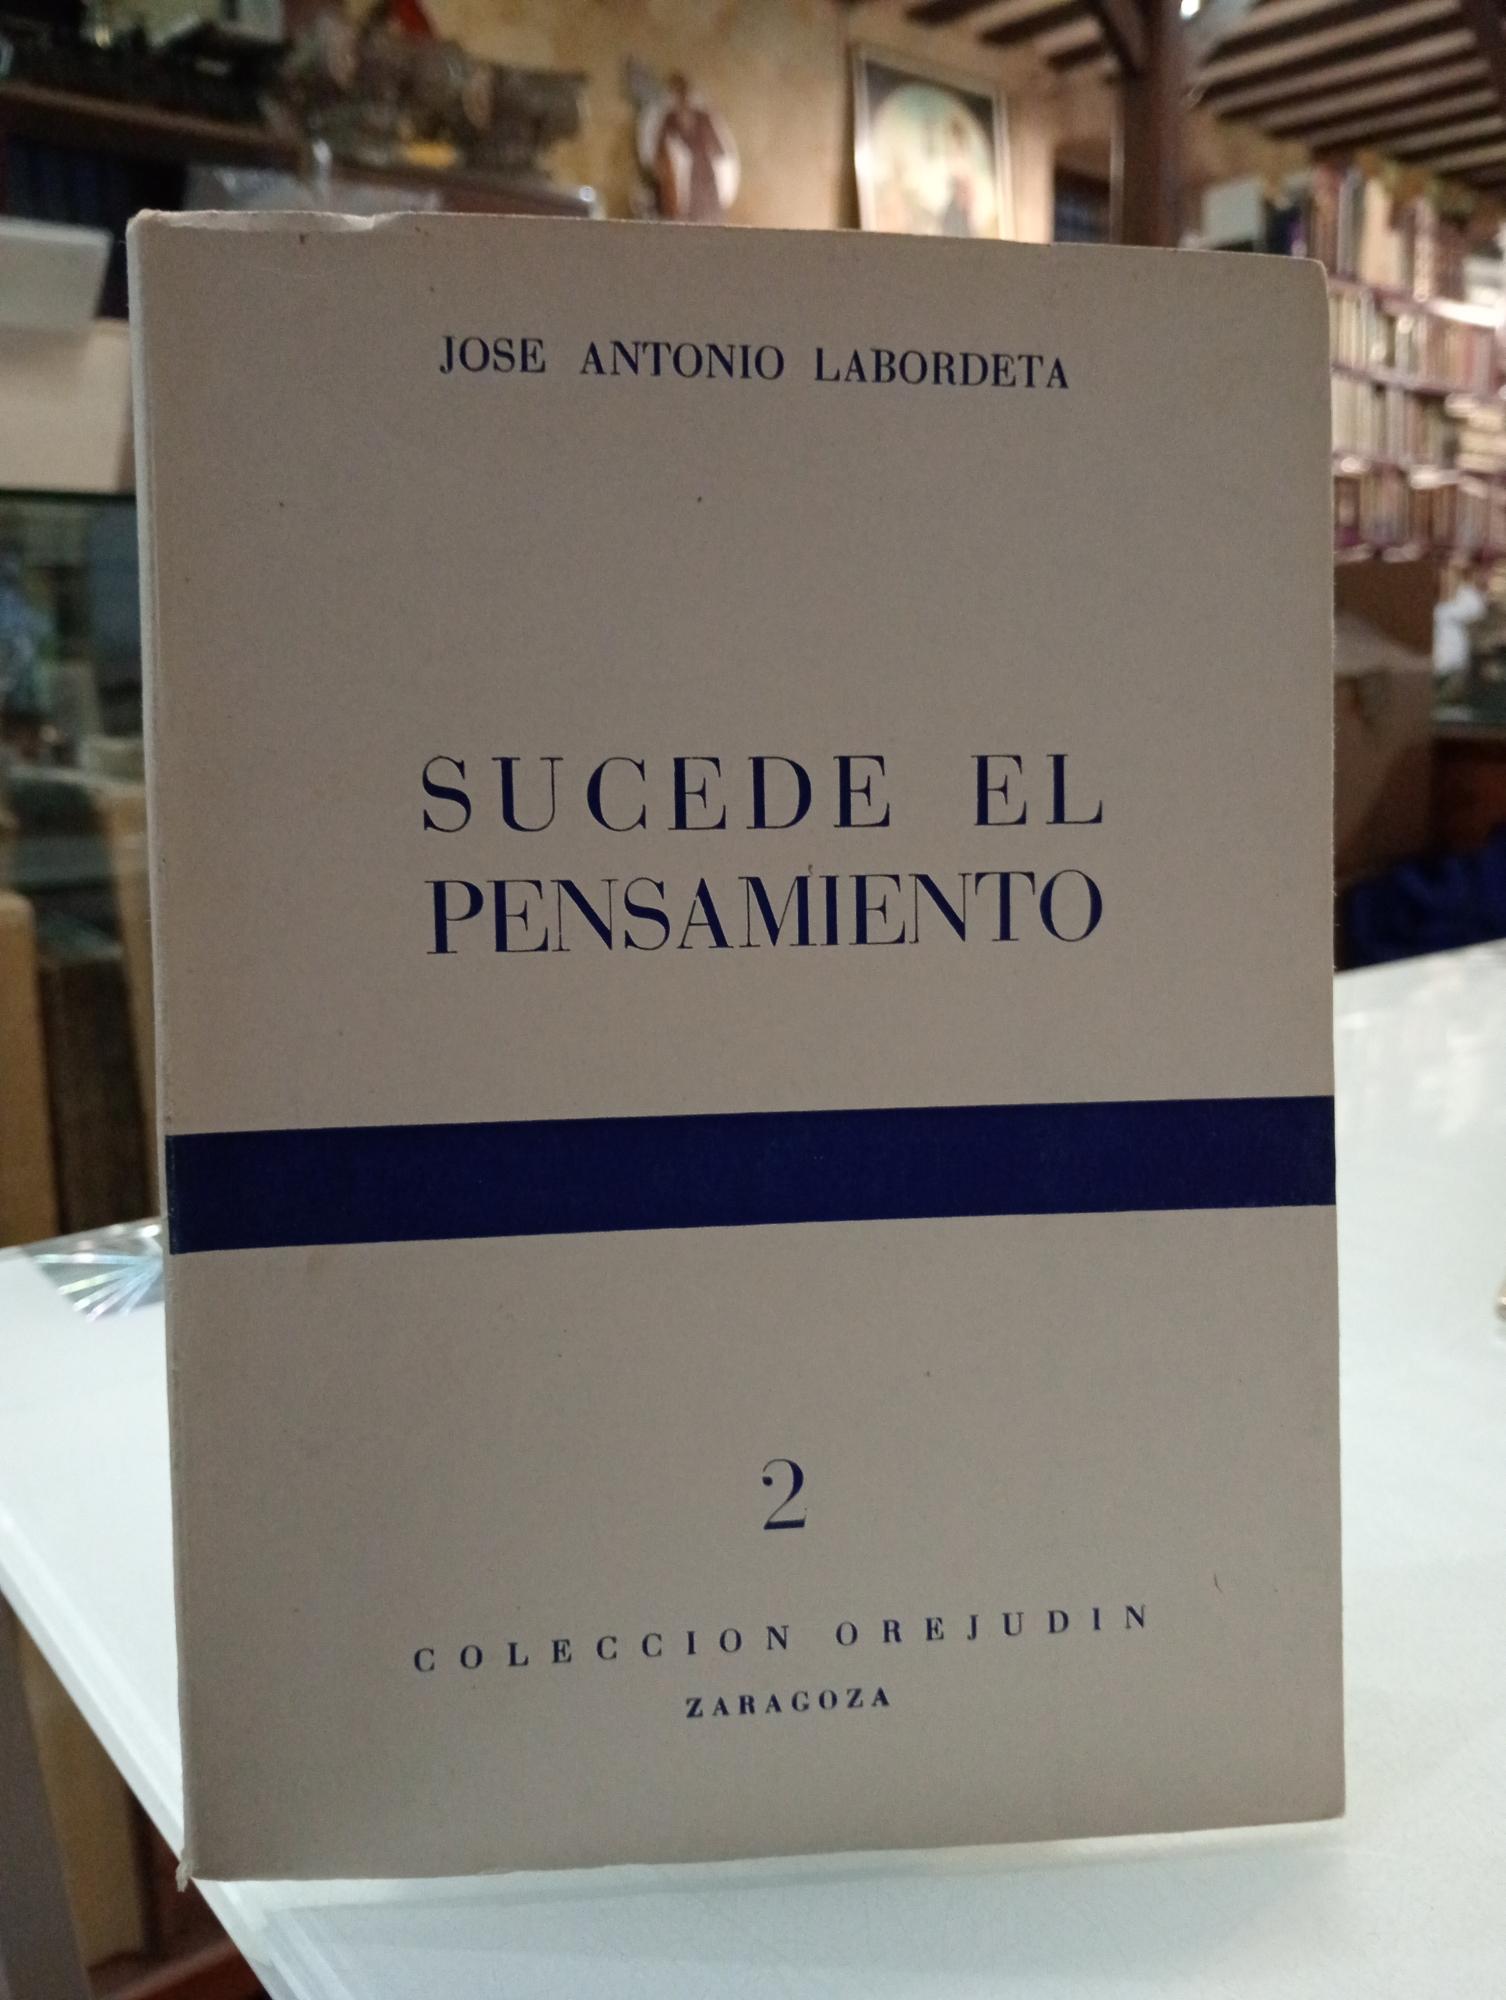 JOSE ANTONIO LABORDETA
SUCEDE EL
PENSAMIENTO
2
COLECCION OREJUDIN
ZARAGOZA